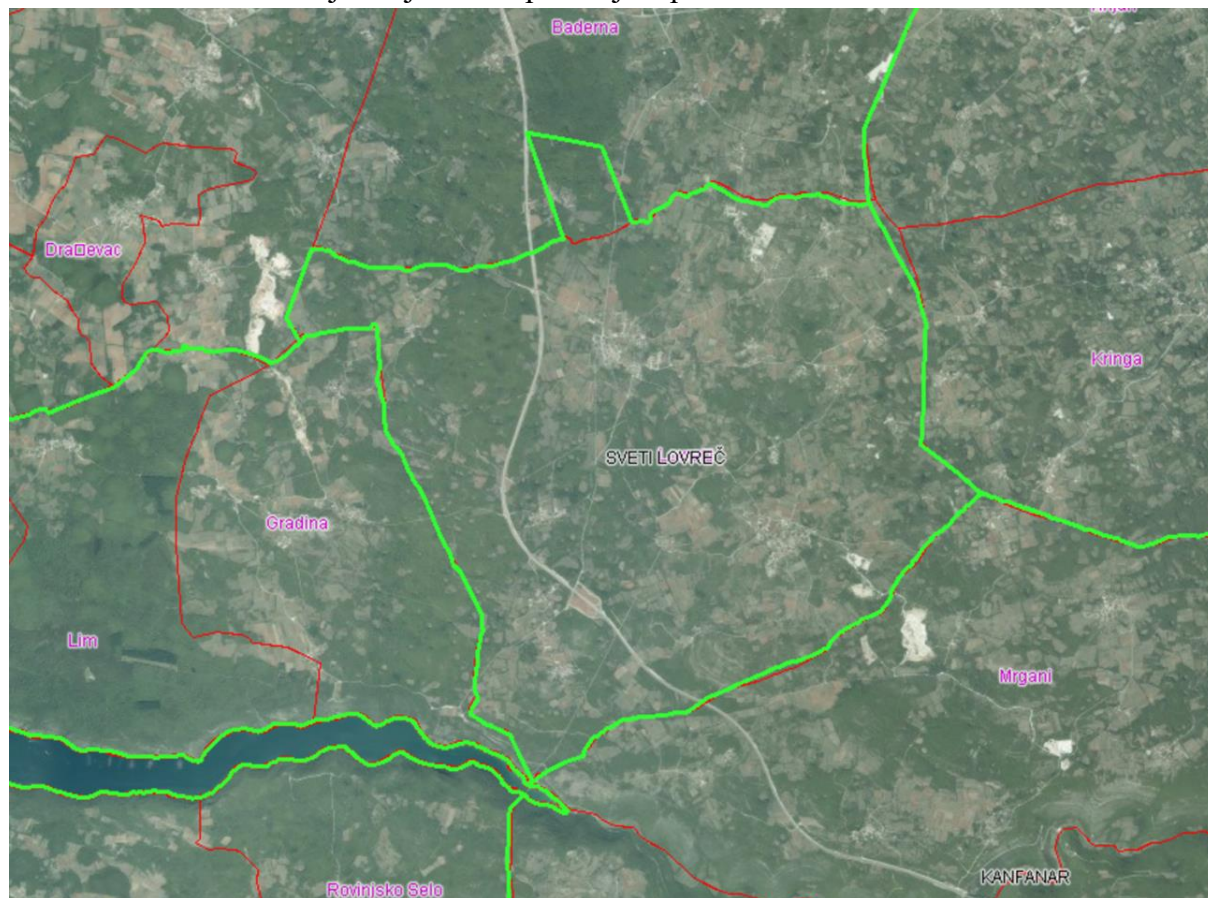 Baderna
Dra□evac
Kringa
SVETI LOVREČ
Gradina
Lim
Mrgani
KANFANAR
Rovinjsko Selo